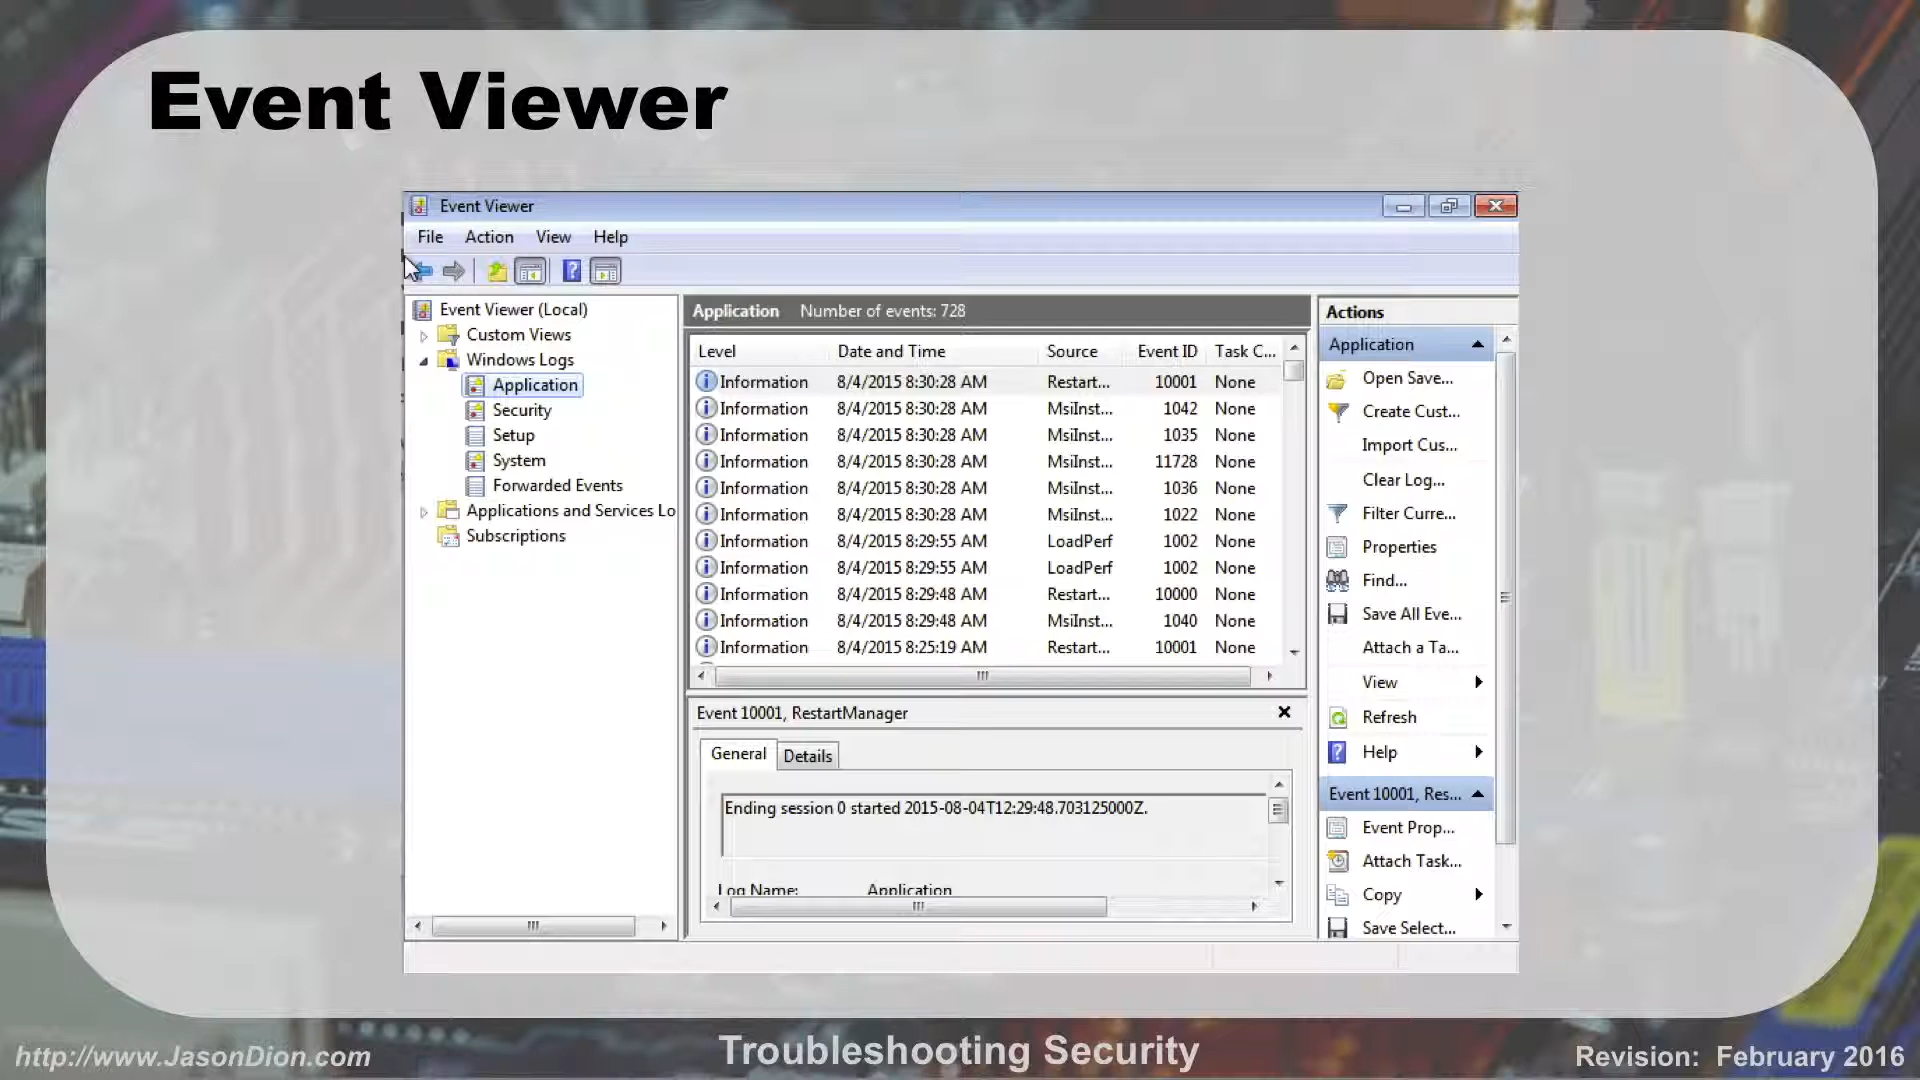 Event Viewer
Event Viewer
File Action View Help
Event Viewer (Local)
Custom Views
Windows Logs
Application
Security
Setup
System
Forwarded Events
Applications and Services Lo
Subscriptions
Application Number of events: 728
Level Date and Time Source Event ID Task C...
Information 8/4/2015 8:30:28 AM Restart... 10001 None
Information 8/4/2015 8:30:28 AM MsiInst... 1042 None
Information 8/4/2015 8:30:28 AM MsiInst... 1035 None
Information 8/4/2015 8:30:28 AM MsiInst... 11728 None
Information 8/4/2015 8:30:28 AM MsiInst... 1036 None
Information 8/4/2015 8:30:28 AM MsiInst... 1022 None
Information 8/4/2015 8:29:55 AM LoadPerf 1002 None
Information 8/4/2015 8:29:55 AM LoadPerf 1002 None
Information 8/4/2015 8:29:48 AM Restart... 10000 None
Information 8/4/2015 8:29:48 AM MsiInst... 1040 None
Information 8/4/2015 8:25:19 AM Restart... 10001 None
Event 10001, RestartManager
General Details
Ending session 0 started 2015-08-04T12:29:48.703125000Z.
Log Name: Application
Actions
Application
Open Save...
Create Cust...
Import Cus...
Clear Log...
Filter Curre...
Properties
Find...
Save All Eve...
Attach a Ta...
View
Refresh
Help
Event 10001, Res...
Event Prop...
Attach Task...
Copy
Save Select...
http://www.JasonDion.com
Troubleshooting Security
Revision: February 2016